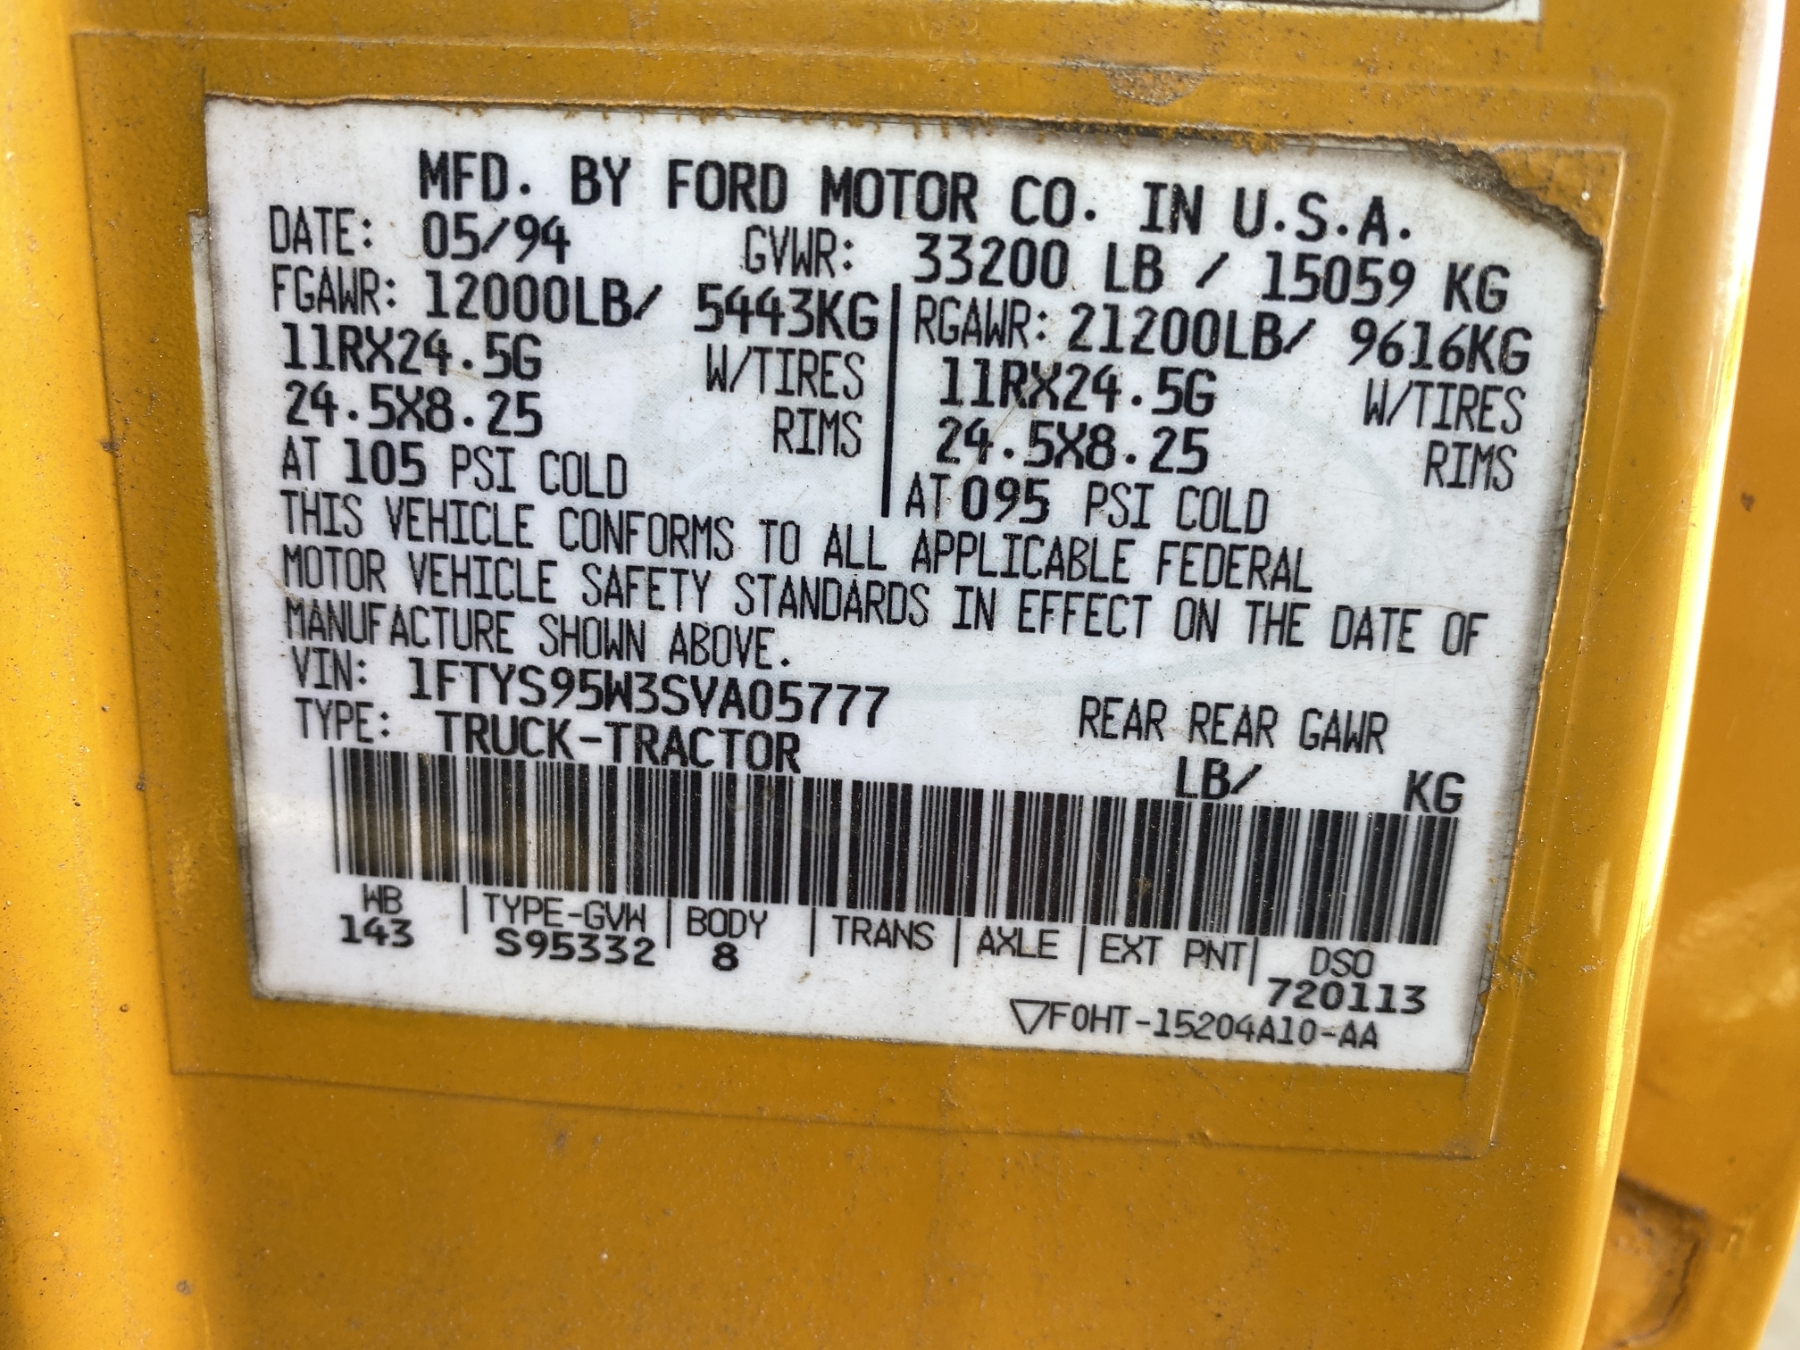 MFD. BY FORD MOTOR CO. IN U.S.A.
DATE: 05/94 GVWR: 33200 LB / 15059 KG
FGAWR: 12000LB/ 5443KG RGAWR: 21200LB/ 9616KG
11RX24.5G W/TIRES 11RX24.5G W/TIRES
24.5X8.25 RIMS 24.5X8.25 RIMS
AT 105 PSI COLD AT 095 PSI COLD
THIS VEHICLE CONFORMS TO ALL APPLICABLE FEDERAL
MOTOR VEHICLE SAFETY STANDARDS IN EFFECT ON THE DATE OF
MANUFACTURE SHOWN ABOVE.
VIN: 1FTYS95W3SVA05777 REAR REAR GAWR
TYPE: TRUCK-TRACTOR LB/ KG
WB | TYPE-GVW | BODY | TRANS | AXLE | EXT PNT | DSO
143 S95332 8 720113
▽F0HT-15204A10-AA